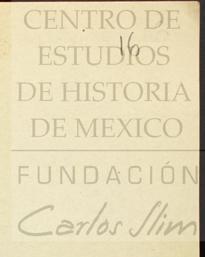 CENTRO DE
ESTUDIOS
16
DE HISTORIA
DE MEXICO
FUNDACIÓN
Carlos Slim